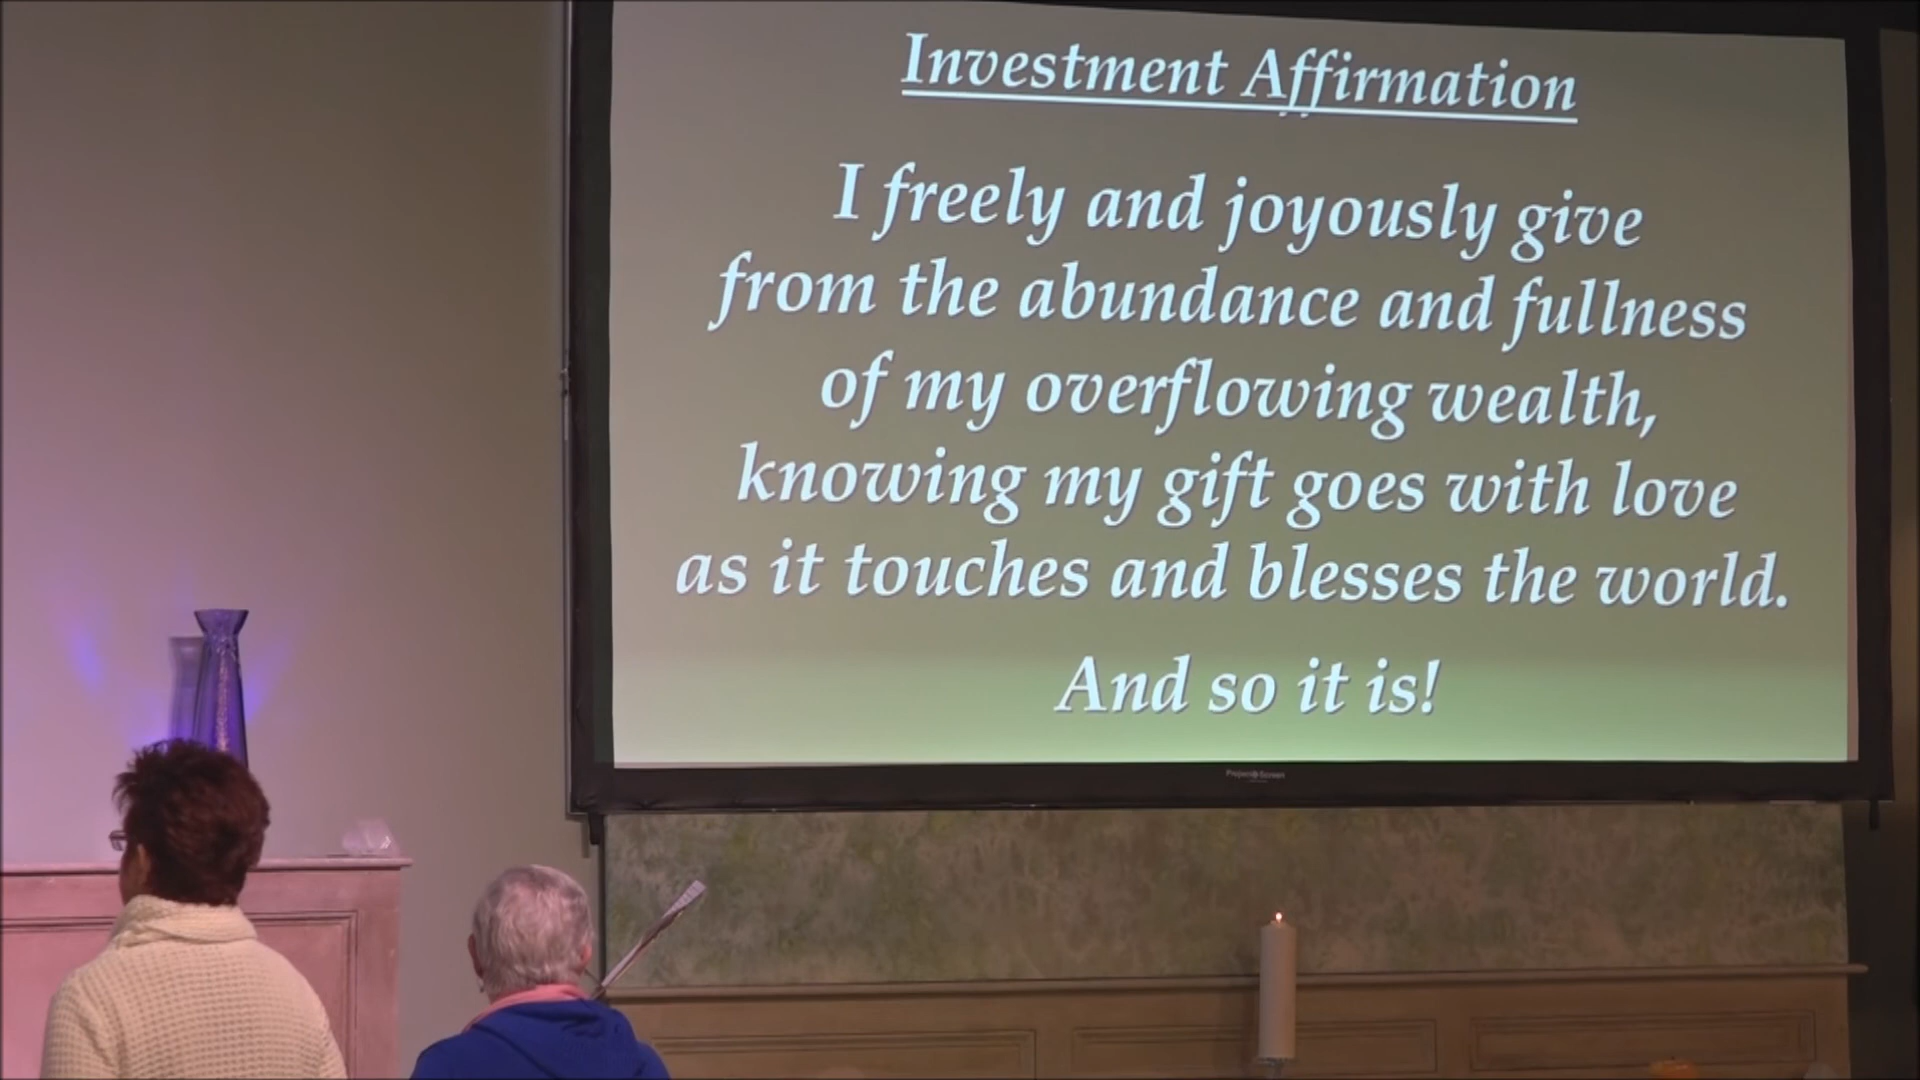 Investment Affirmation
I freely and joyously give
from the abundance and fullness
of my overflowing wealth,
knowing my gift goes with love
as it touches and blesses the world.
And so it is!